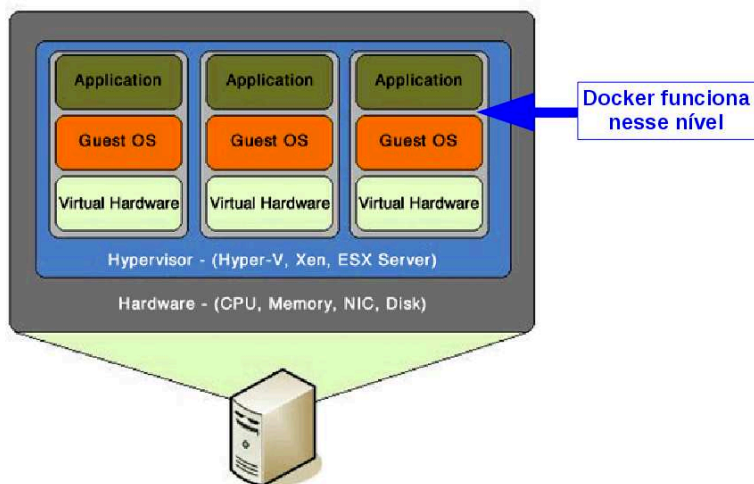 Application
Application
Application
Docker funciona
nesse nível
Guest OS
Guest OS
Guest OS
Virtual Hardware
Virtual Hardware
Virtual Hardware
Hypervisor - (Hyper-V, Xen, ESX Server)
Hardware - (CPU, Memory, NIC, Disk)